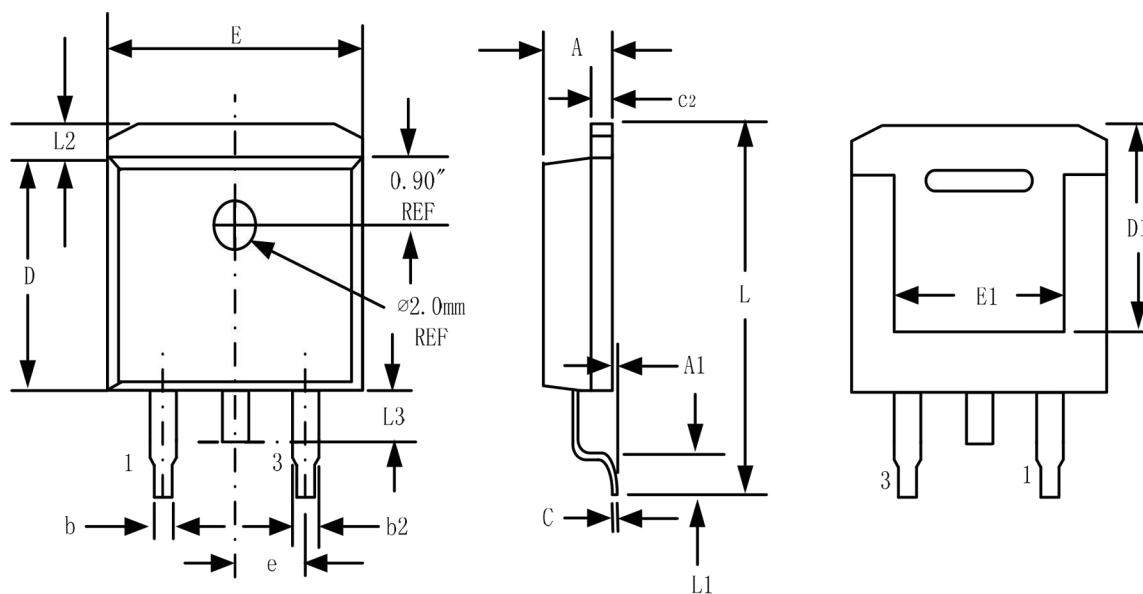 E
L2
D
0.90″
REF
⌀2.0mm
REF
L3
1
3
b
b2
e
A
C2
L
A1
C
L1
D1
E1
3
1